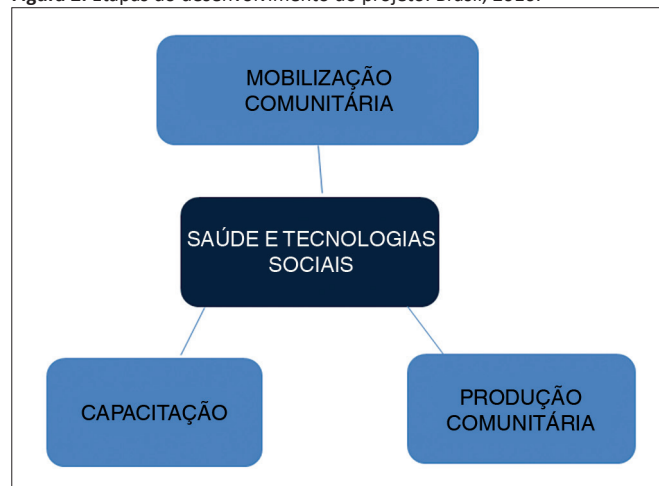 MOBILIZAÇÃO
COMUNITÁRIA
SAÚDE E TECNOLOGIAS
SOCIAIS
CAPACITAÇÃO
PRODUÇÃO
COMUNITÁRIA